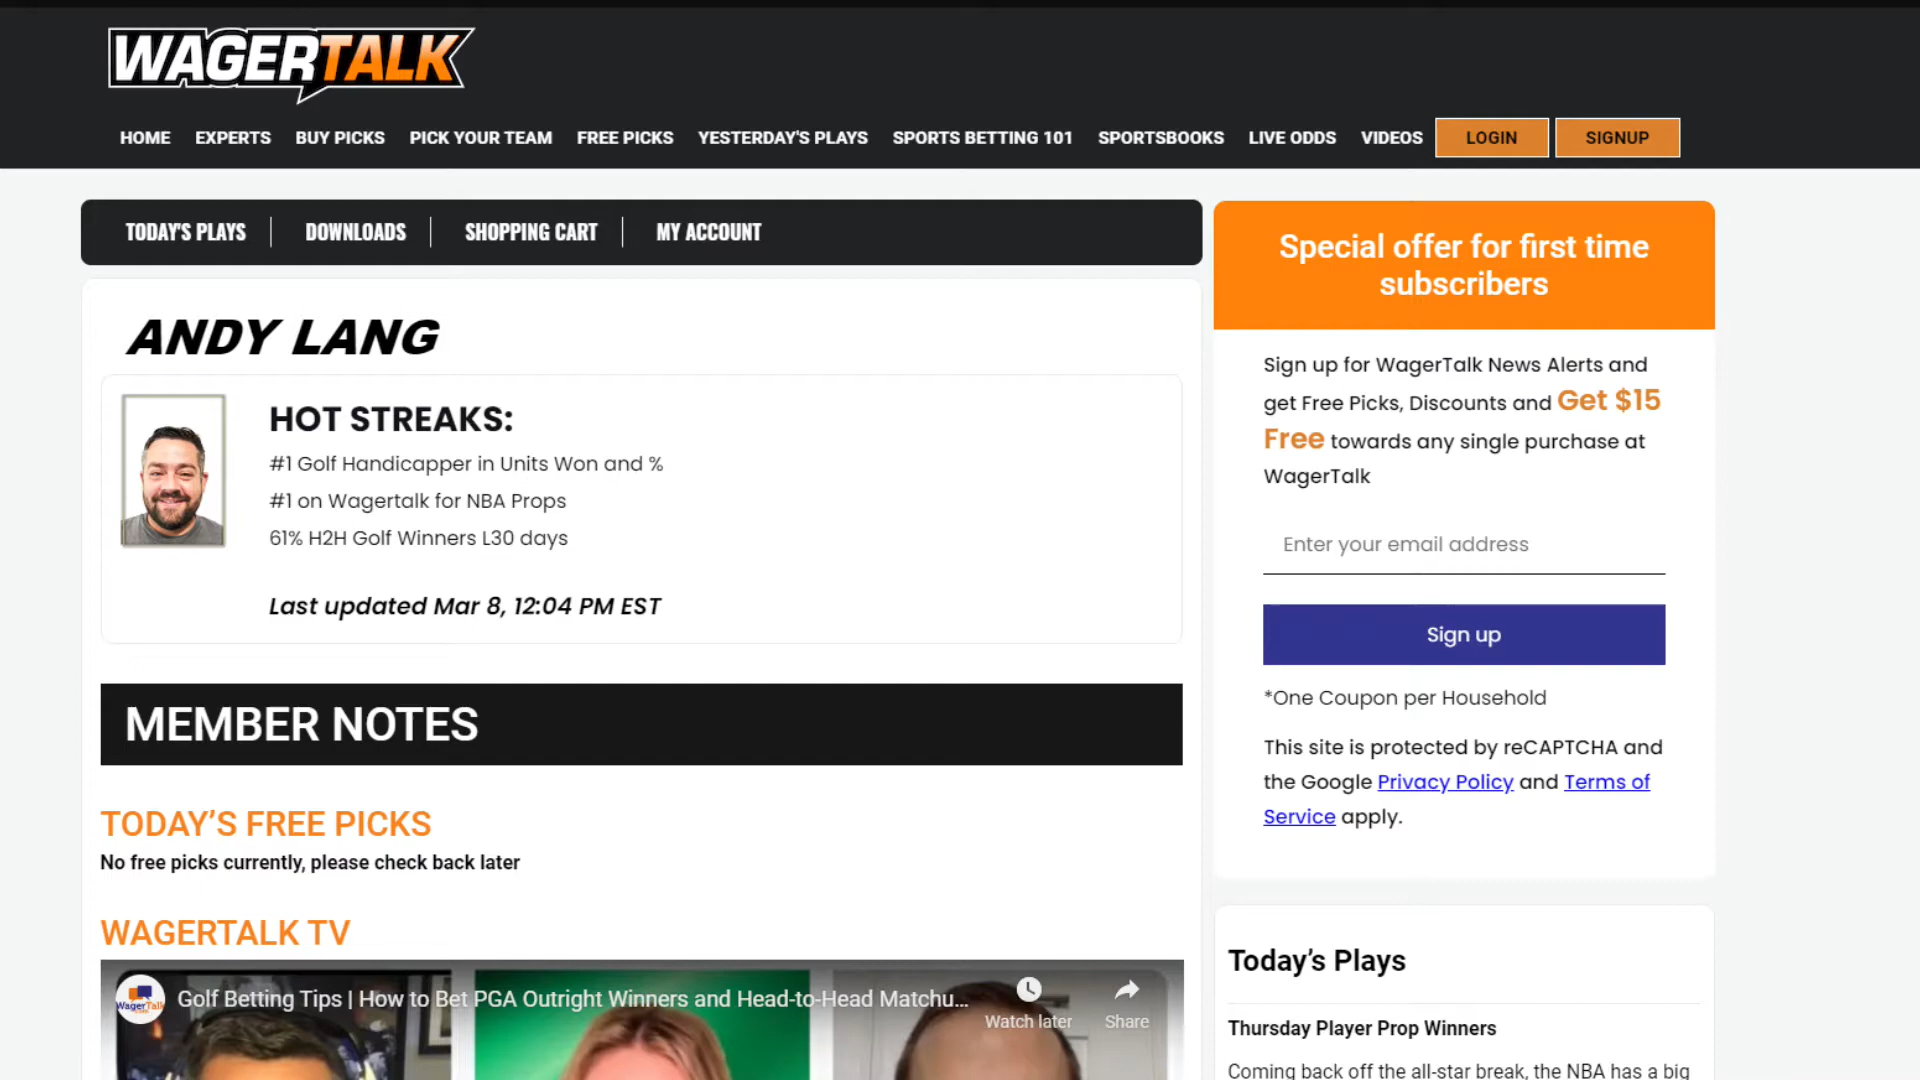 WAGERTALK
HOME EXPERTS BUY PICKS PICK YOUR TEAM FREE PICKS YESTERDAY'S PLAYS SPORTS BETTING 101 SPORTSBOOKS LIVE ODDS VIDEOS LOGIN SIGNUP
TODAY'S PLAYS DOWNLOADS SHOPPING CART MY ACCOUNT
ANDY LANG
HOT STREAKS:
#1 Golf Handicapper in Units Won and %
#1 on Wagertalk for NBA Props
61% H2H Golf Winners L30 days
Last updated Mar 8, 12:04 PM EST
MEMBER NOTES
TODAY’S FREE PICKS
No free picks currently, please check back later
WAGERTALK TV
WagerTalk
.com
Golf Betting Tips | How to Bet PGA Outright Winners and Head-to-Head Matchu...
Watch later
Share
Special offer for first time
subscribers
Sign up for WagerTalk News Alerts and
get Free Picks, Discounts and Get $15
Free towards any single purchase at
WagerTalk
Enter your email address
Sign up
*One Coupon per Household
This site is protected by reCAPTCHA and
the Google Privacy Policy and Terms of
Service apply.
Today’s Plays
Thursday Player Prop Winners
Coming back off the all-star break, the NBA has a big